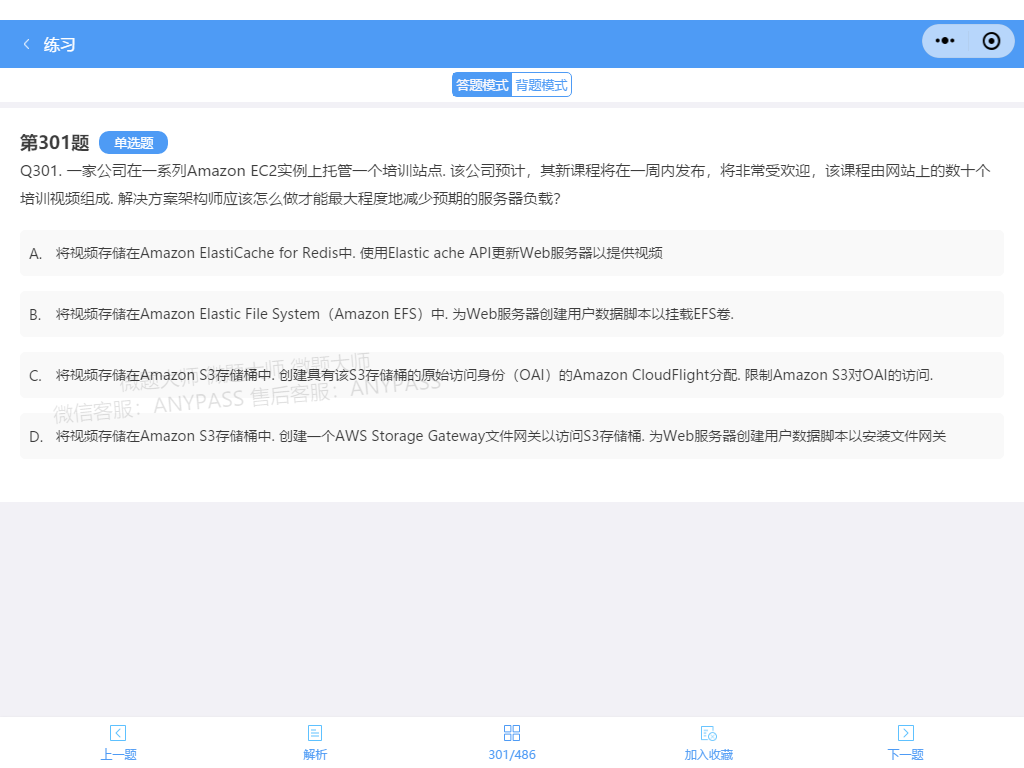 练习
答题模式 背题模式
第301题 单选题
Q301. 一家公司在一系列Amazon EC2实例上托管一个培训站点. 该公司预计，其新课程将在一周内发布，将非常受欢迎，该课程由网站上的数十个
培训视频组成. 解决方案架构师应该怎么做才能最大程度地减少预期的服务器负载?
A. 将视频存储在Amazon ElastiCache for Redis中. 使用Elastic ache API更新Web服务器以提供视频
B. 将视频存储在Amazon Elastic File System（Amazon EFS）中. 为Web服务器创建用户数据脚本以挂载EFS卷.
C. 将视频存储在Amazon S3存储桶中. 创建具有该S3存储桶的原始访问身份（OAI）的Amazon CloudFlight分配. 限制Amazon S3对OAI的访问.
微题大师 微题大师 微题大师
微信客服：ANYPASS 售后客服：ANYPASS
D. 将视频存储在Amazon S3存储桶中. 创建一个AWS Storage Gateway文件网关以访问S3存储桶. 为Web服务器创建用户数据脚本以安装文件网关
上一题 解析 301/486 加入收藏 下一题